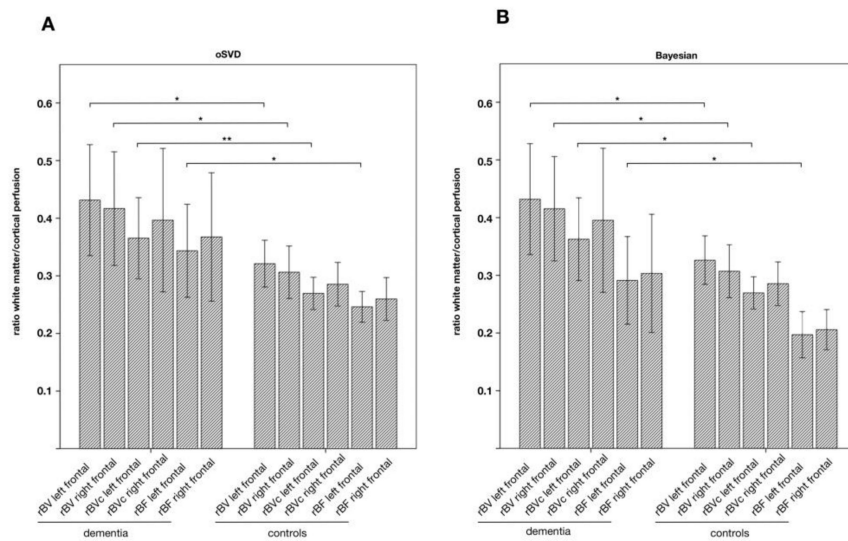 A
oSVD
ratio white matter/cortical perfusion
0.6
0.5
0.4
0.3
0.2
0.1
*
*
**
*
rBV left frontal
rBV right frontal
rBVc left frontal
rBVc right frontal
rBF left frontal
rBF right frontal
rBV left frontal
rBV right frontal
rBVc left frontal
rBVc right frontal
rBF left frontal
rBF right frontal
dementia
controls
B
Bayesian
ratio white matter/cortical perfusion
0.6
0.5
0.4
0.3
0.2
0.1
*
*
*
*
rBV left frontal
rBV right frontal
rBVc left frontal
rBVc right frontal
rBF left frontal
rBF right frontal
rBV left frontal
rBV right frontal
rBVc left frontal
rBVc right frontal
rBF left frontal
rBF right frontal
dementia
controls